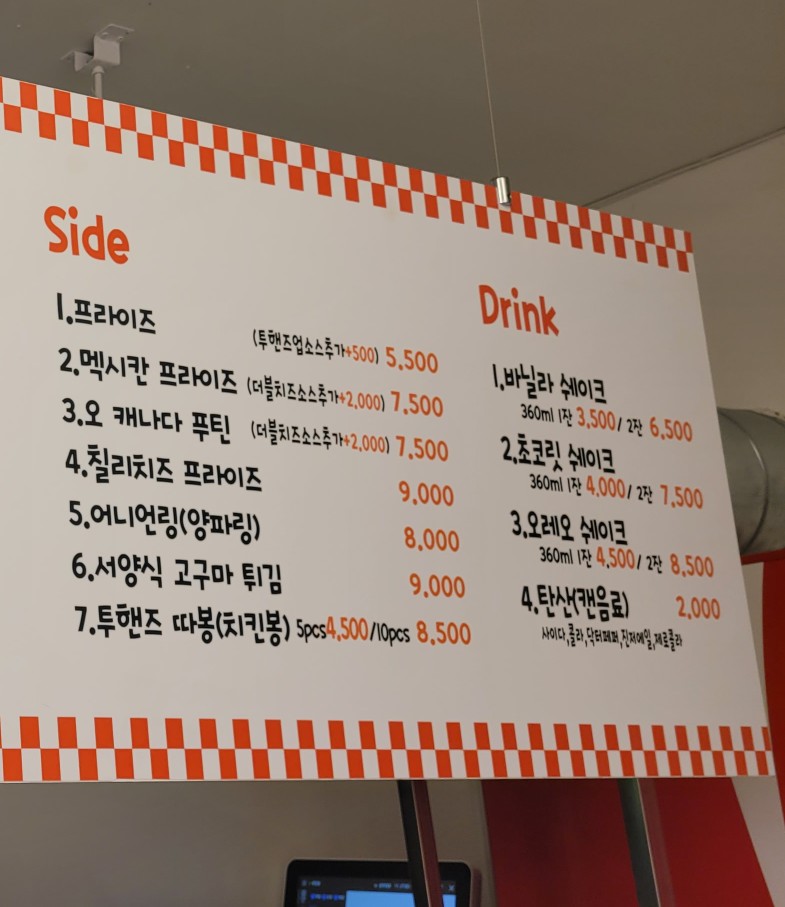 Side
1.프라이즈 (투핸즈업소스추가+500) 5.500
2.멕시칸 프라이즈 (더블치즈소스추가+2,000) 7.500
3.오 캐나다 푸틴 (더블치즈소스추가+2,000) 7.500
4.칠리치즈 프라이즈 9.000
5.어니언링(양파링) 8.000
6.서양식 고구마 튀김 9.000
7.투핸즈 따봉(치킨봉) 5pcs4,500/10pcs 8,500
Drink
1.바닐라 쉐이크
360ml 1잔 3,500/ 2잔 6,500
2.초코릿 쉐이크
360ml 1잔 4,000/ 2잔 7,500
3.오레오 쉐이크
360ml 1잔 4,500/ 2잔 8,500
4.탄산(캔음료) 2,000
사이다,콜라,닥터페퍼,진저에일,제로콜라